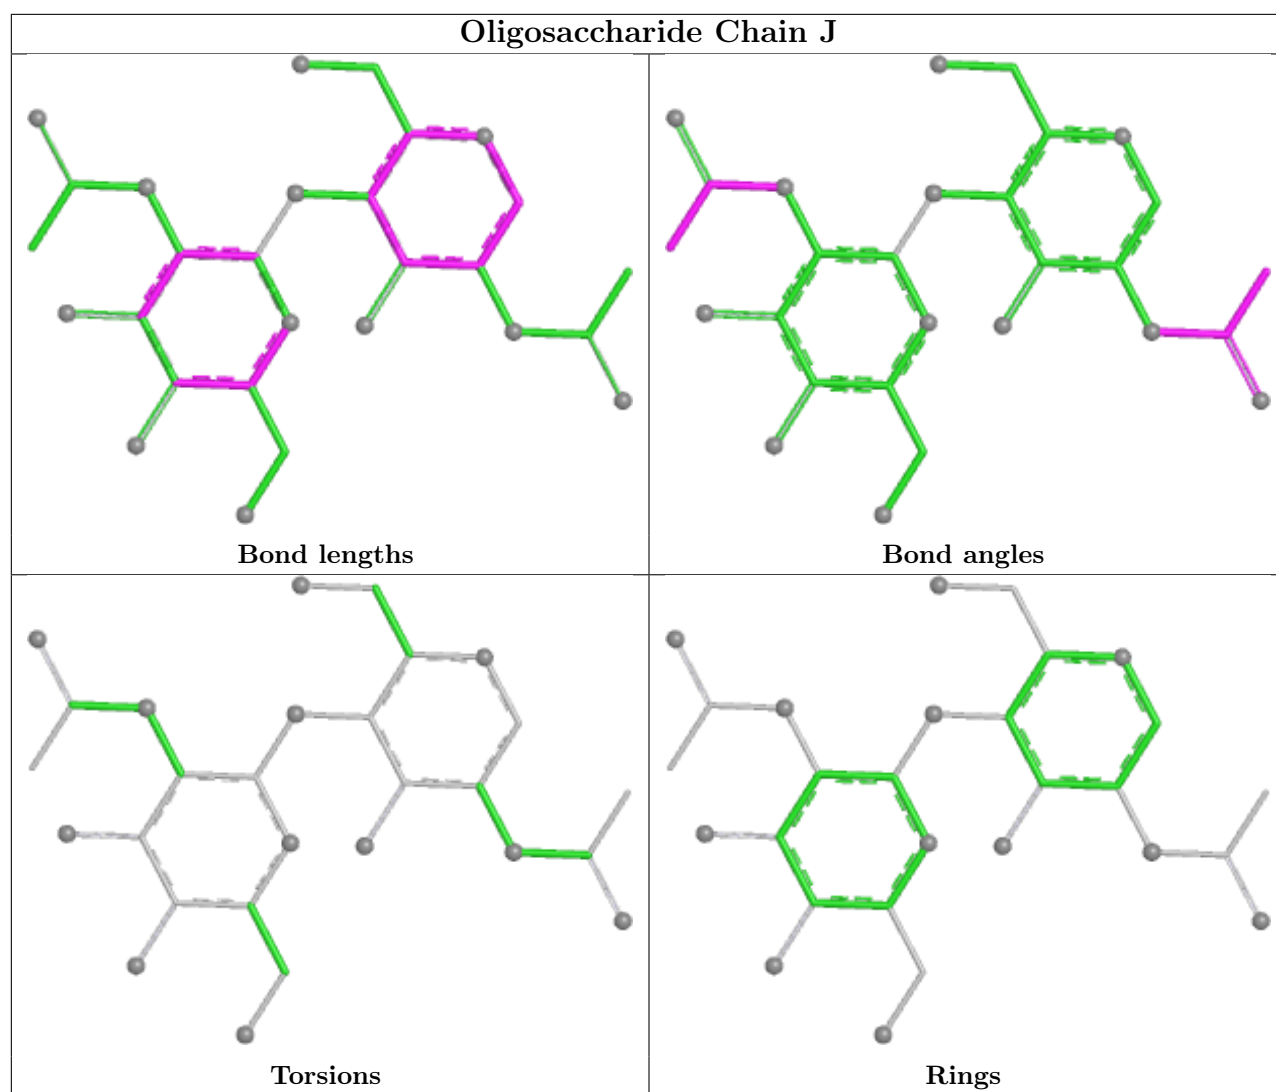 Oligosaccharide Chain J
Bond lengths
Bond angles
Torsions
Rings